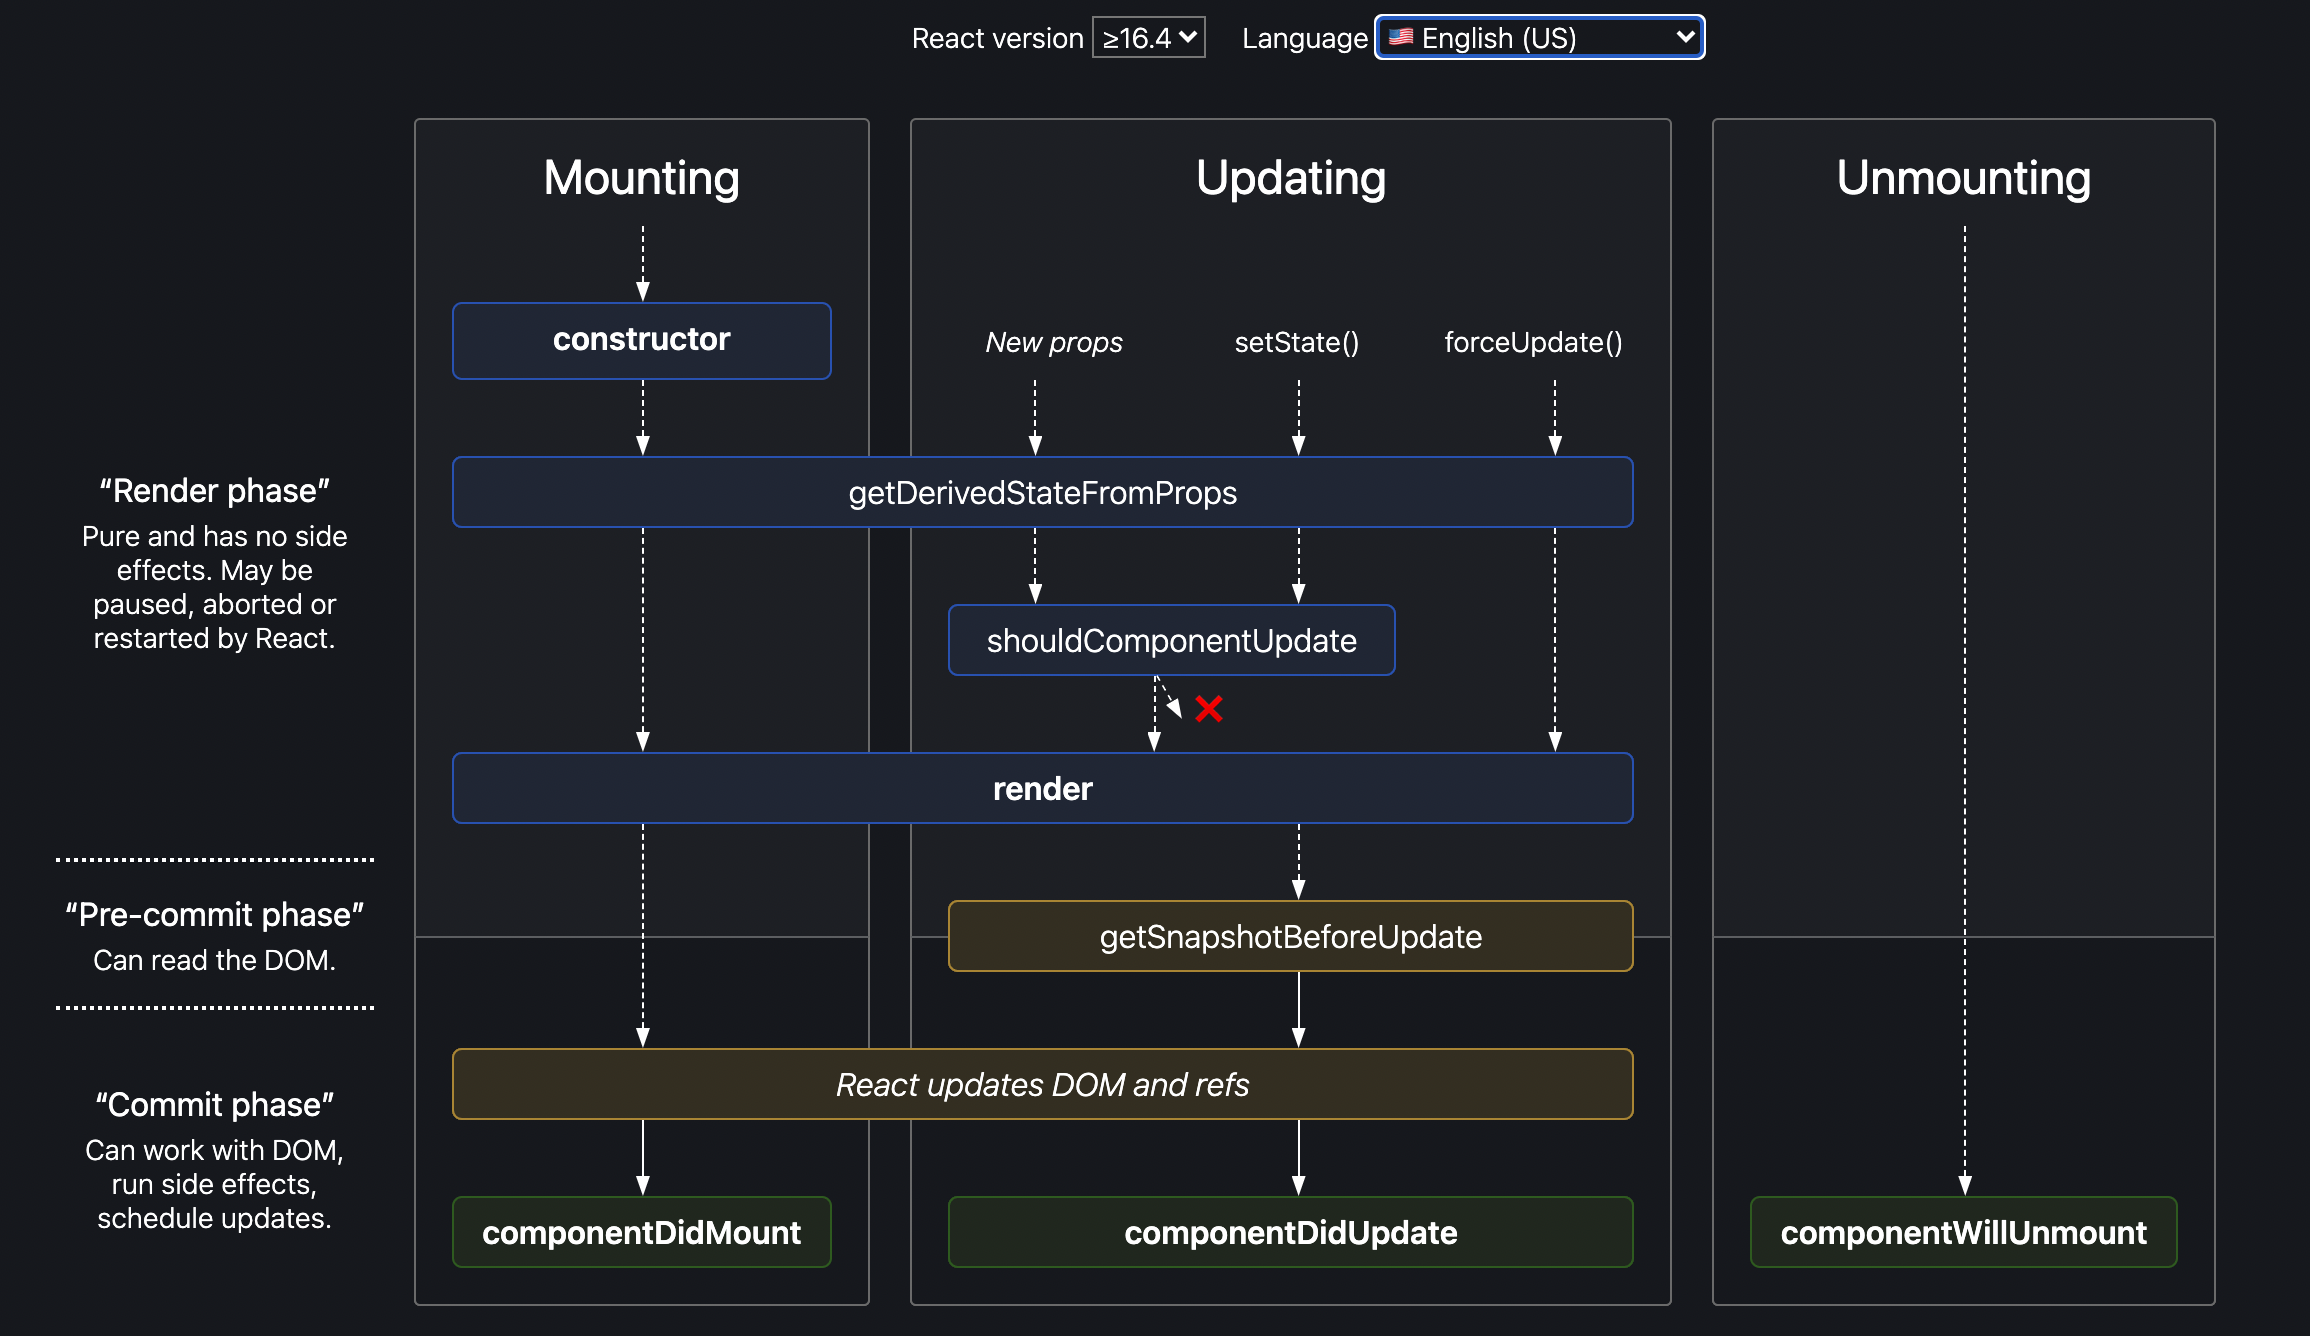 React version ≥16.4 Language 🇺🇸 English (US)
Mounting
Updating
Unmounting
constructor
New props
setState()
forceUpdate()
getDerivedStateFromProps
“Render phase”
Pure and has no side
effects. May be
paused, aborted or
restarted by React.
shouldComponentUpdate
render
“Pre-commit phase”
Can read the DOM.
getSnapshotBeforeUpdate
React updates DOM and refs
“Commit phase”
Can work with DOM,
run side effects,
schedule updates.
componentDidMount
componentDidUpdate
componentWillUnmount